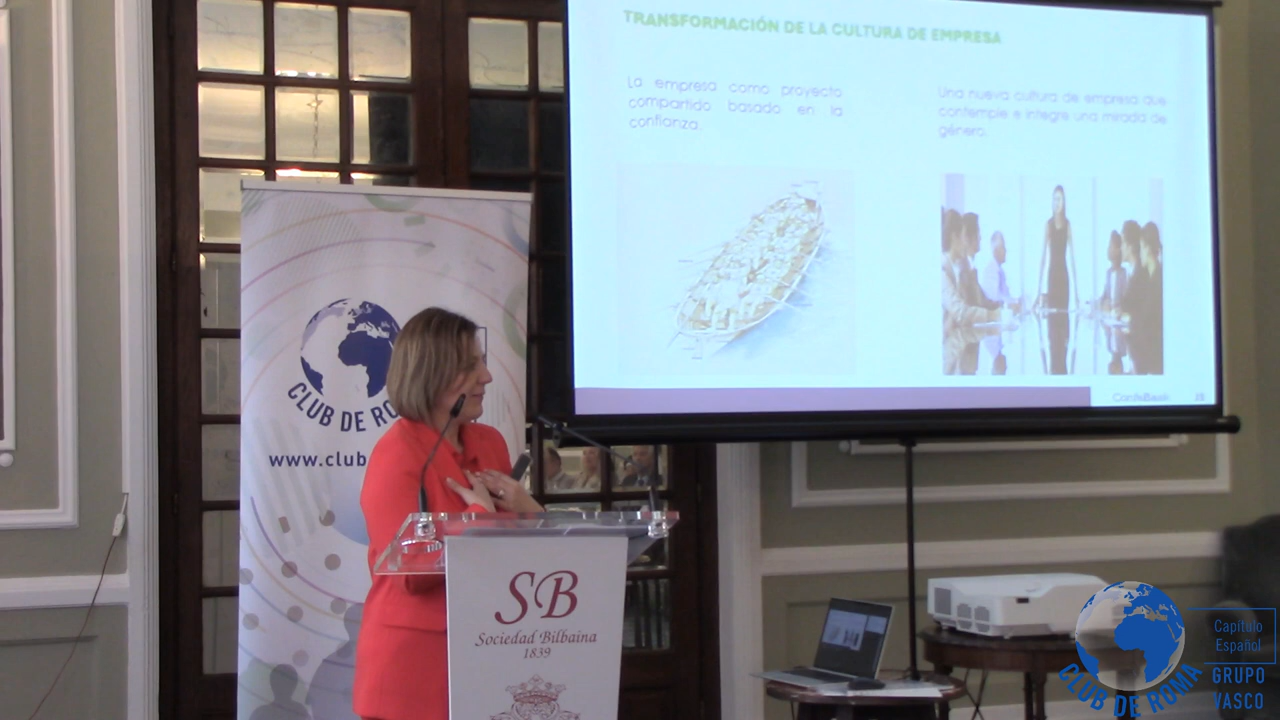 TRANSFORMACIÓN DE LA CULTURA DE EMPRESA
La empresa como proyecto
compartido basado en la
confianza.
Una nueva cultura de empresa que
contemple e integre una mirada de
género.
CLUB DE
www.club
SB
Sociedad Bilbaina
1839
CLUB DE ROMA
Capítulo
Español
GRUPO
VASCO